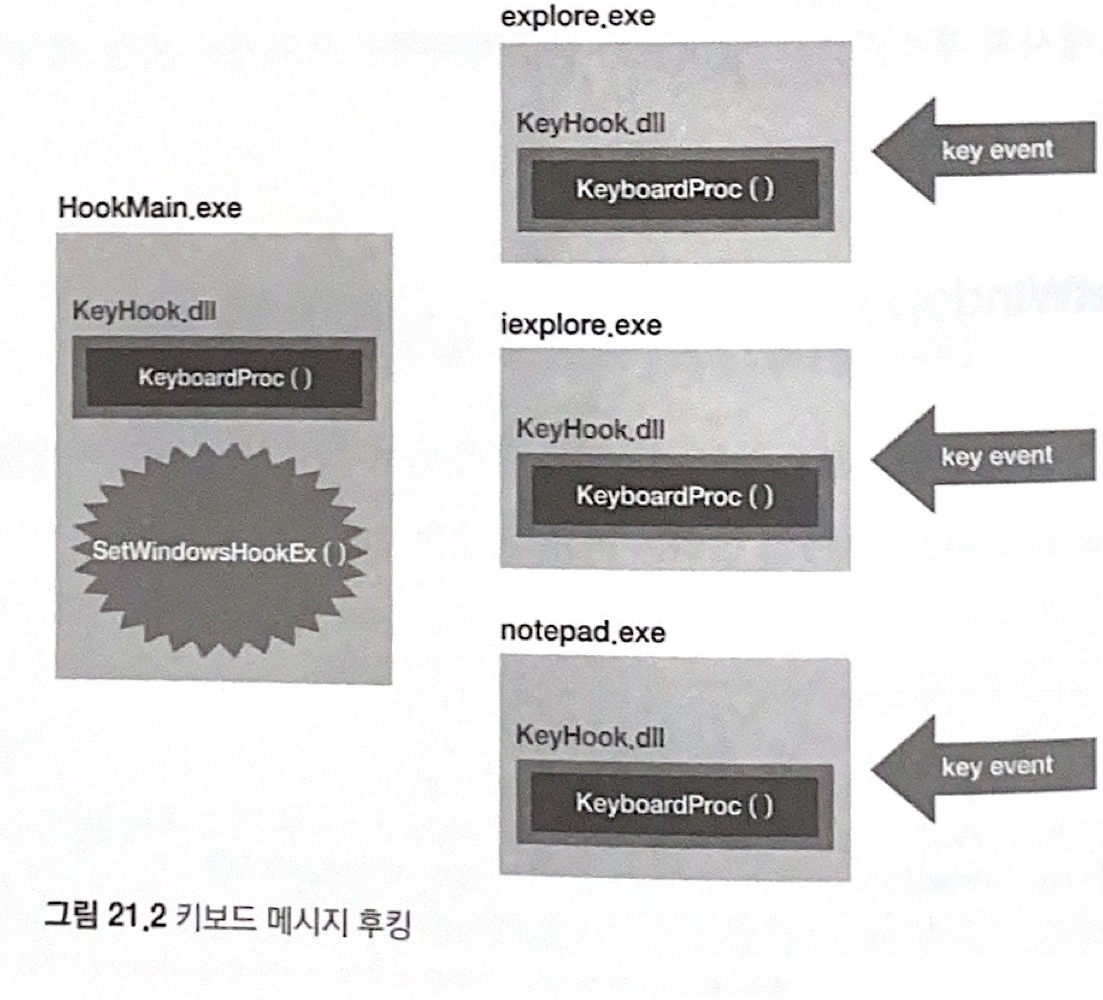 explore.exe
KeyHook.dll
KeyboardProc ( )
key event
HookMain.exe
KeyHook.dll
KeyboardProc ( )
SetWindowsHookEx ( )
iexplore.exe
KeyHook.dll
KeyboardProc ( )
key event
notepad.exe
KeyHook.dll
KeyboardProc ( )
key event
그림 21.2 키보드 메시지 후킹